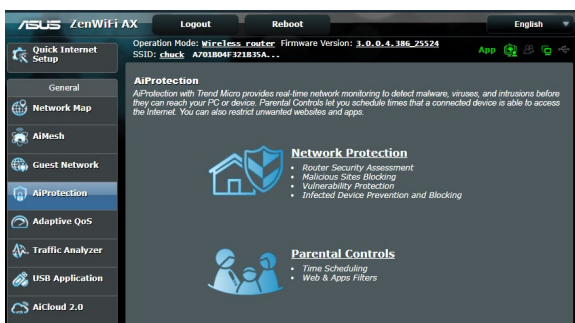 ASUS ZenWiFi AX Logout Reboot English
Quick Internet Setup
Operation Mode: Wireless router Firmware Version: 3.0.0.4.386_25524
SSID: chuck A701B04F321B35A...
App
General
Network Map
AiMesh
Guest Network
AiProtection
Adaptive QoS
Traffic Analyzer
USB Application
AiCloud 2.0
AiProtection
AiProtection with Trend Micro provides real-time network monitoring to detect malware, viruses, and intrusions before
they can reach your PC or device. Parental Controls let you schedule times that a connected device is able to access
the Internet. You can also restrict unwanted websites and apps.
Network Protection
• Router Security Assessment
• Malicious Sites Blocking
• Vulnerability Protection
• Infected Device Prevention and Blocking
Parental Controls
• Time Scheduling
• Web & Apps Filters